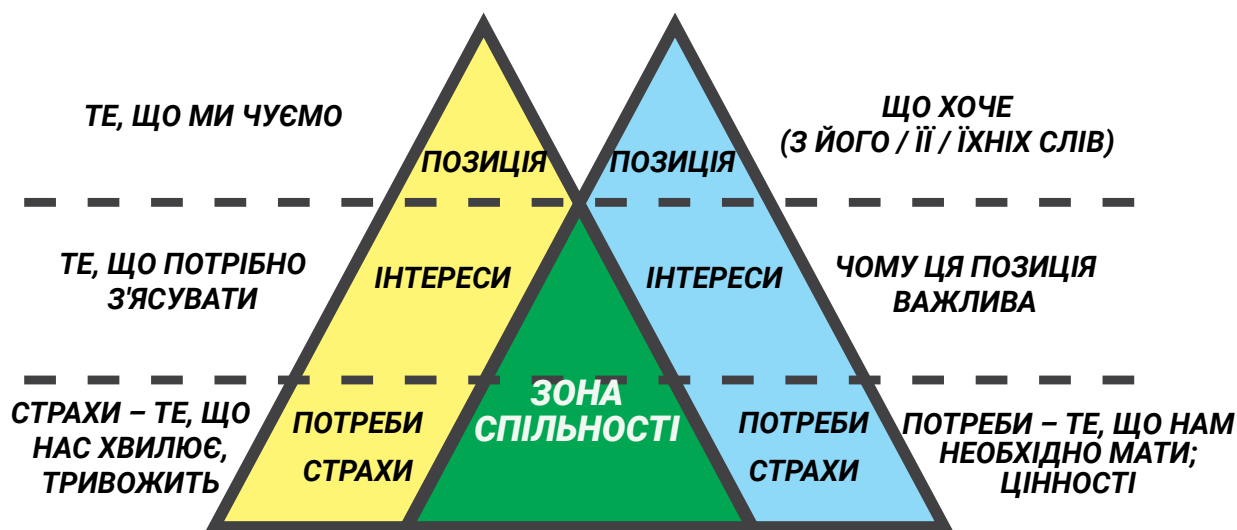 ТЕ, ЩО МИ ЧУЄМО
ЩО ХОЧЕ
(З ЙОГО / ЇЇ / ЇХНІХ СЛІВ)
ПОЗИЦІЯ
ПОЗИЦІЯ
ТЕ, ЩО ПОТРІБНО
З'ЯСУВАТИ
ІНТЕРЕСИ
ІНТЕРЕСИ
ЧОМУ ЦЯ ПОЗИЦІЯ
ВАЖЛИВА
СТРАХИ – ТЕ, ЩО
НАС ХВИЛЮЄ,
ТРИВОЖИТЬ
ПОТРЕБИ
СТРАХИ
ЗОНА
СПІЛЬНОСТІ
ПОТРЕБИ
СТРАХИ
ПОТРЕБИ – ТЕ, ЩО НАМ
НЕОБХІДНО МАТИ;
ЦІННОСТІ